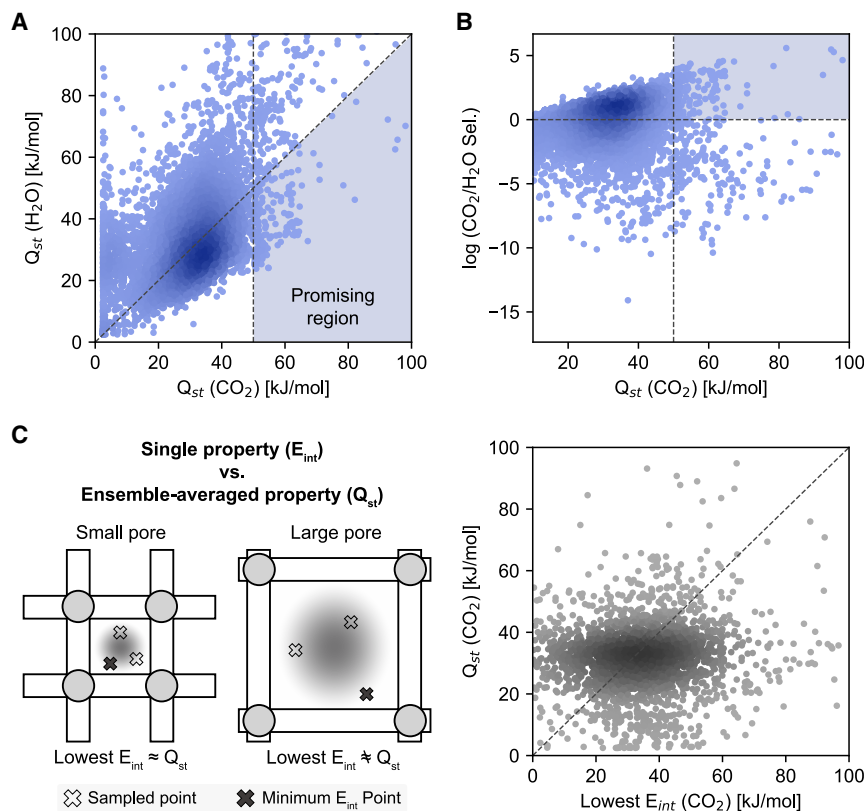 A
100
80
60
40
20
0
Q_st (H₂O) [kJ/mol]
Promising
region
0 20 40 60 80 100
Q_st (CO₂) [kJ/mol]
B
5
0
−5
−10
−15
log (CO₂/H₂O Sel.)
20 40 60 80 100
Q_st (CO₂) [kJ/mol]
C
Single property (E_int)
vs.
Ensemble-averaged property (Q_st)
Small pore Large pore
Lowest E_int ≈ Q_st Lowest E_int ≉ Q_st
Sampled point Minimum E_int Point
100
80
60
40
20
0
Q_st (CO₂) [kJ/mol]
0 20 40 60 80 100
Lowest E_int (CO₂) [kJ/mol]